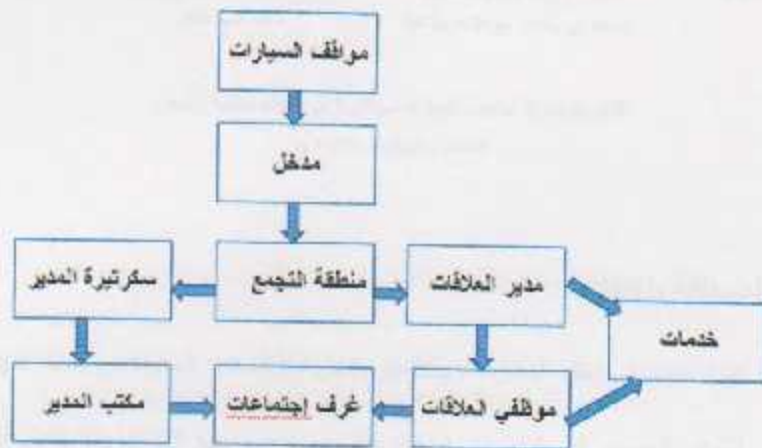 مواقف السيارات
مدخل
سكرتيرة المدير
منطقة التجمع
مدير العلاقات
خدمات
مكتب المدير
غرف إجتماعات
موظفي العلاقات